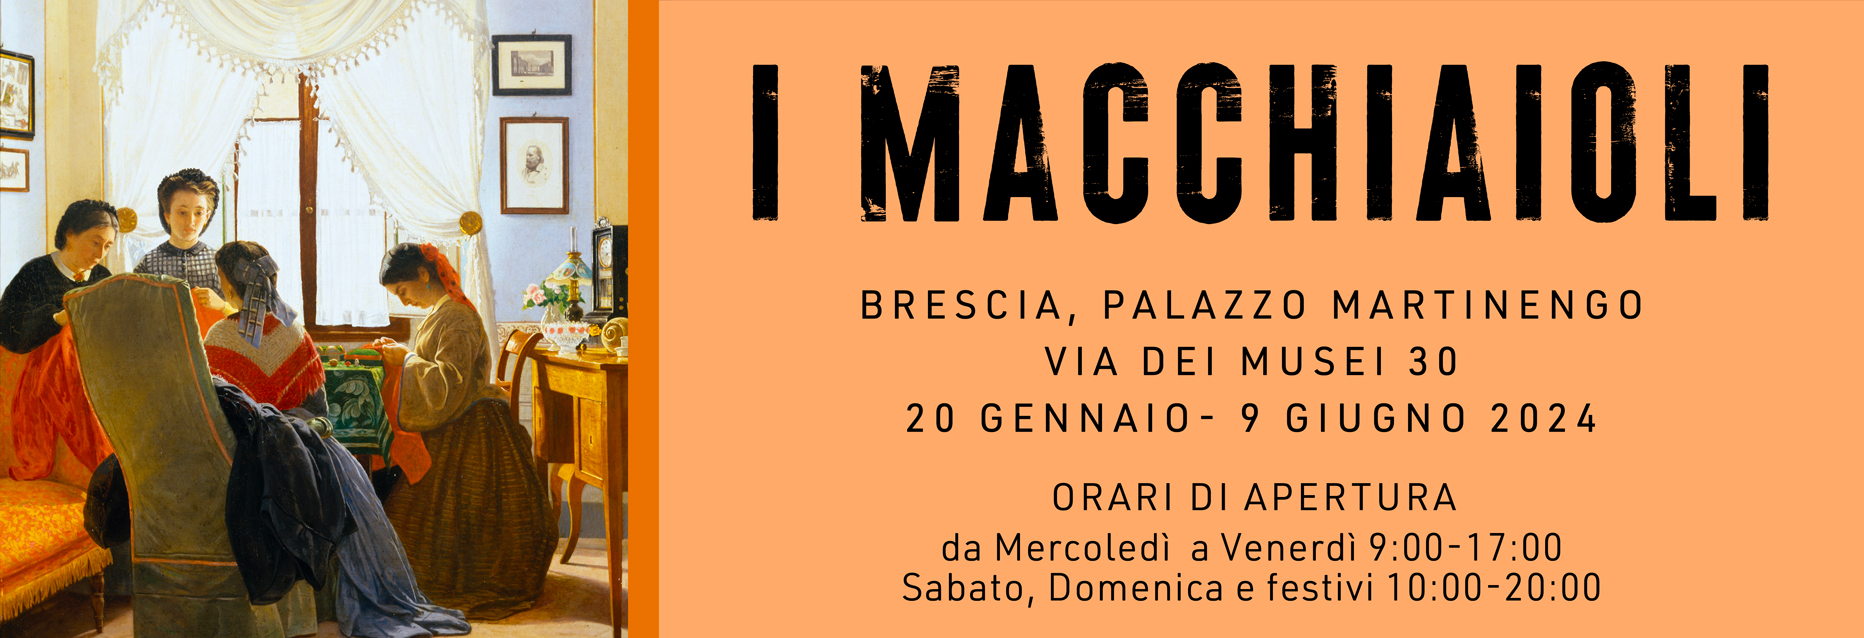 I MACCHIAIOLI
BRESCIA, PALAZZO MARTINENGO
VIA DEI MUSEI 30
20 GENNAIO- 9 GIUGNO 2024
ORARI DI APERTURA
da Mercoledì a Venerdì 9:00-17:00
Sabato, Domenica e festivi 10:00-20:00